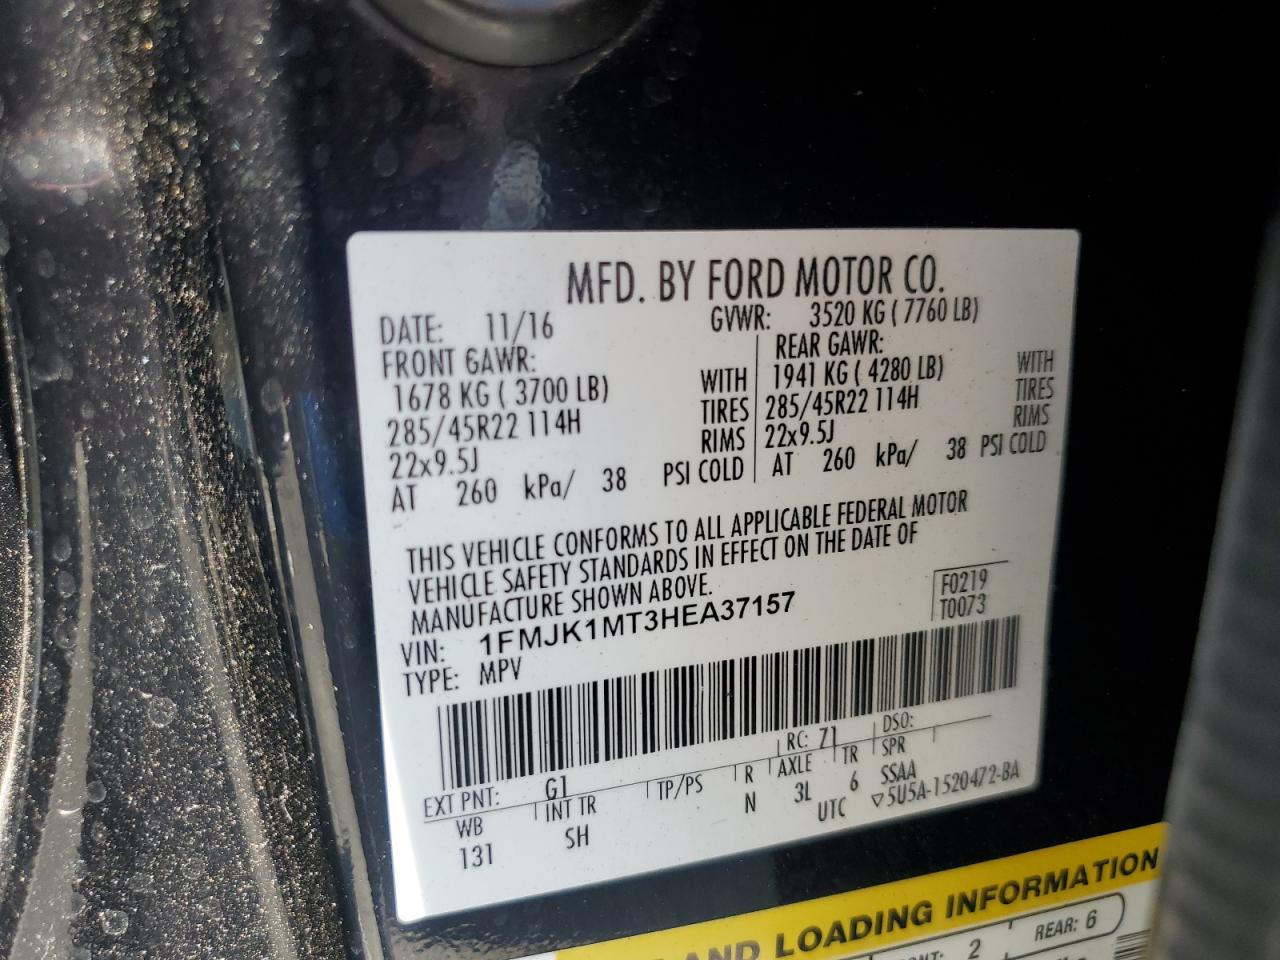 MFD. BY FORD MOTOR CO.
DATE: 11/16 GVWR: 3520 KG ( 7760 LB)
FRONT GAWR: REAR GAWR:
1678 KG ( 3700 LB) WITH 1941 KG ( 4280 LB) WITH
285/45R22 114H TIRES 285/45R22 114H TIRES
22x9.5J RIMS 22x9.5J RIMS
AT 260 kPa/ 38 PSI COLD AT 260 kPa/ 38 PSI COLD
THIS VEHICLE CONFORMS TO ALL APPLICABLE FEDERAL MOTOR
VEHICLE SAFETY STANDARDS IN EFFECT ON THE DATE OF
MANUFACTURE SHOWN ABOVE.
F0219
VIN: 1FMJK1MT3HEA37157 T0073
TYPE: MPV
EXT PNT: G1 RC: 71 DSO:
WB INT TR TP/PS R AXLE TR SPR
131 SH N 3L 6 SSAA
UTC ▽5U5A-1520472-BA
AND LOADING INFORMATION
2 REAR: 6